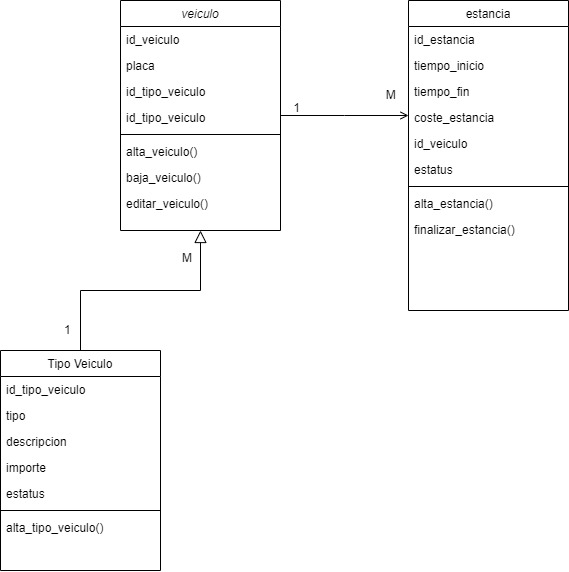 veiculo
id_veiculo
placa
id_tipo_veiculo
id_tipo_veiculo
alta_veiculo()
baja_veiculo()
editar_veiculo()
1
M
estancia
id_estancia
tiempo_inicio
tiempo_fin
coste_estancia
id_veiculo
estatus
alta_estancia()
finalizar_estancia()
M
1
Tipo Veiculo
id_tipo_veiculo
tipo
descripcion
importe
estatus
alta_tipo_veiculo()